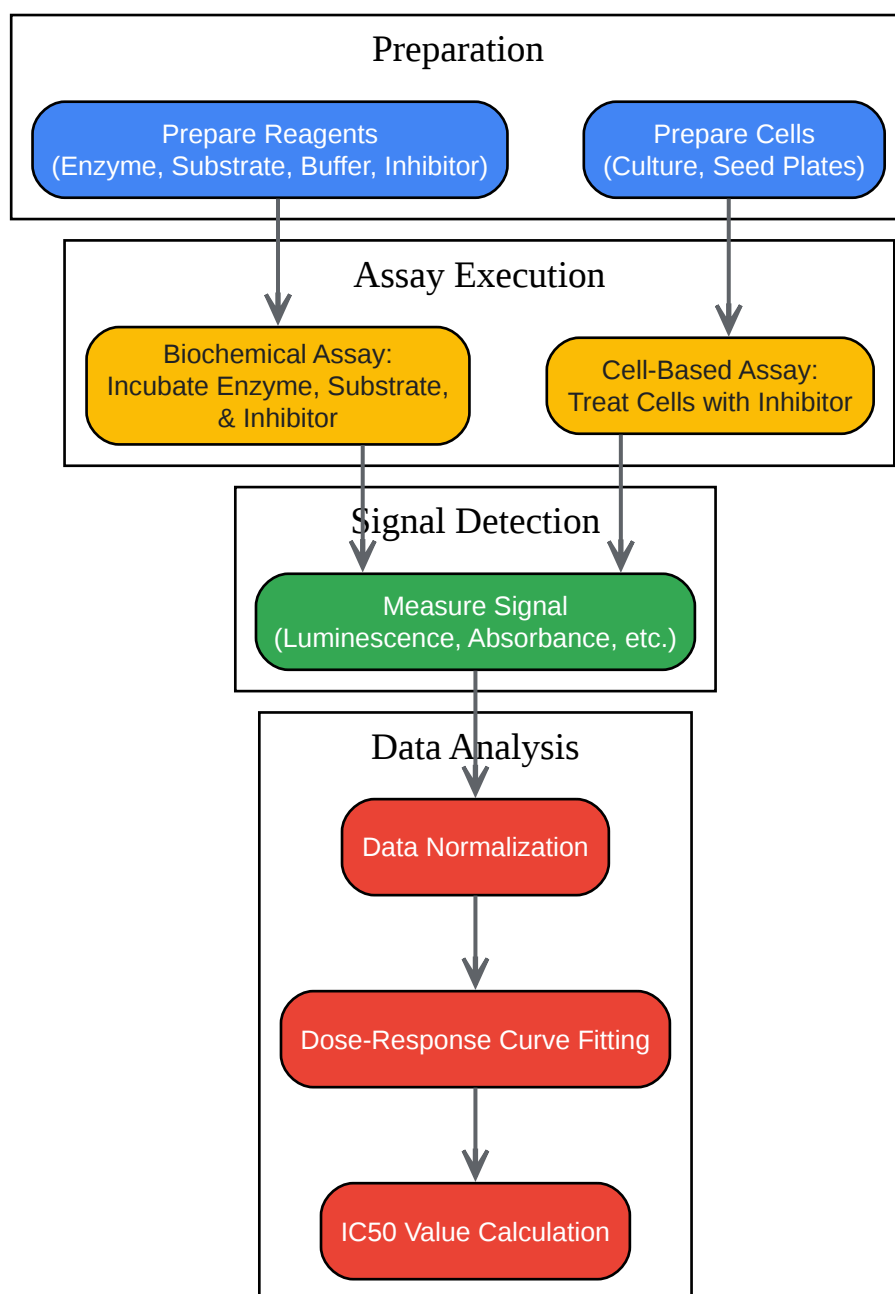 Preparation
Prepare Reagents
(Enzyme, Substrate, Buffer, Inhibitor)
Prepare Cells
(Culture, Seed Plates)
Assay Execution
Biochemical Assay:
Incubate Enzyme, Substrate,
& Inhibitor
Cell-Based Assay:
Treat Cells with Inhibitor
Signal Detection
Measure Signal
(Luminescence, Absorbance, etc.)
Data Analysis
Data Normalization
Dose-Response Curve Fitting
IC50 Value Calculation